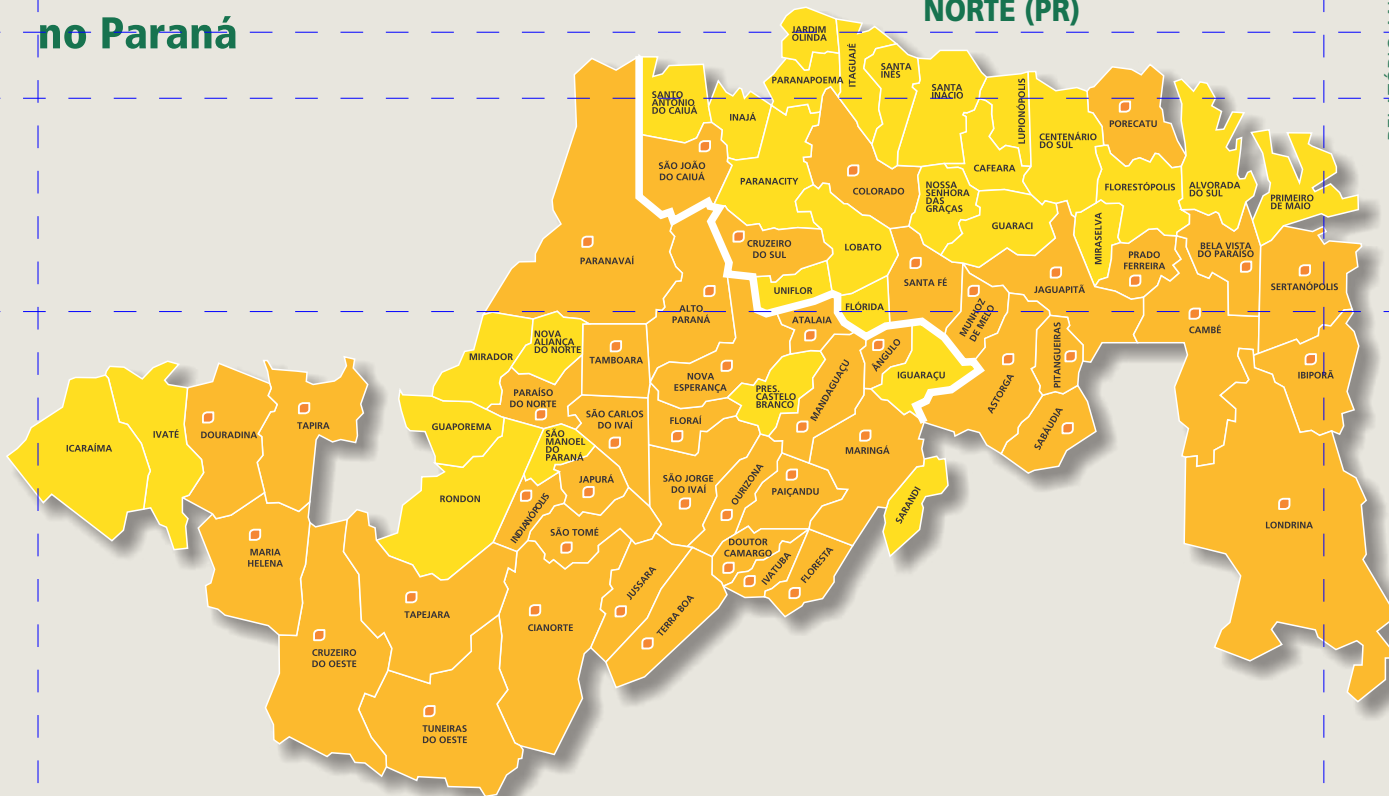 NORTE (PR)
no Paraná
JARDIM
OLINDA
ITAGUAJÉ
PARANAPOEMA
SANTA
INÊS
SANTA
INÁCIO
LUPIONÓPOLIS
SANTO
ANTÔNIO
DO CAIUÁ
INAJÁ
CENTENÁRIO
DO SUL
PORECATU
SÃO JOÃO
DO CAIUÁ
PARANACITY
COLORADO
NOSSA
SENHORA
DAS
GRAÇAS
CAFEARA
FLORESTÓPOLIS
ALVORADA
DO SUL
PRIMEIRO
DE MAIO
GUARACI
MIRASELVA
PARANAVAÍ
CRUZEIRO
DO SUL
LOBATO
BELA VISTA
DO PARAÍSO
PRADO
FERREIRA
SANTA FÉ
JAGUAPITÃ
SERTANÓPOLIS
UNIFLOR
FLÓRIDA
ALTO
PARANÁ
ATALAIA
MUNHOZ
DE MELO
CAMBÉ
MIRADOR
NOVA
ALIANÇA
DO NORTE
TAMBOARA
ÂNGULO
PITANGUEIRAS
IGUARAÇU
IBIPORÃ
NOVA
ESPERANÇA
PRES.
CASTELO
BRANCO
MANDAGUAÇU
ASTORGA
PARAÍSO
DO NORTE
SÃO CARLOS
DO IVAÍ
FLORAÍ
GUAPOREMA
TAPIRA
DOURADINA
IVATÉ
ICARAÍMA
SÃO
MANOEL
DO
PARANÁ
MARINGÁ
SABÁUDIA
JAPURÁ
SÃO JORGE
DO IVAÍ
OURIZONA
PAIÇANDU
RONDON
INDIANÓPOLIS
SARANDI
LONDRINA
SÃO TOMÉ
MARIA
HELENA
DOUTOR
CAMARGO
IVATUBA
FLORESTA
JUSSARA
TERRA BOA
TAPEJARA
CIANORTE
CRUZEIRO
DO OESTE
TUNEIRAS
DO OESTE